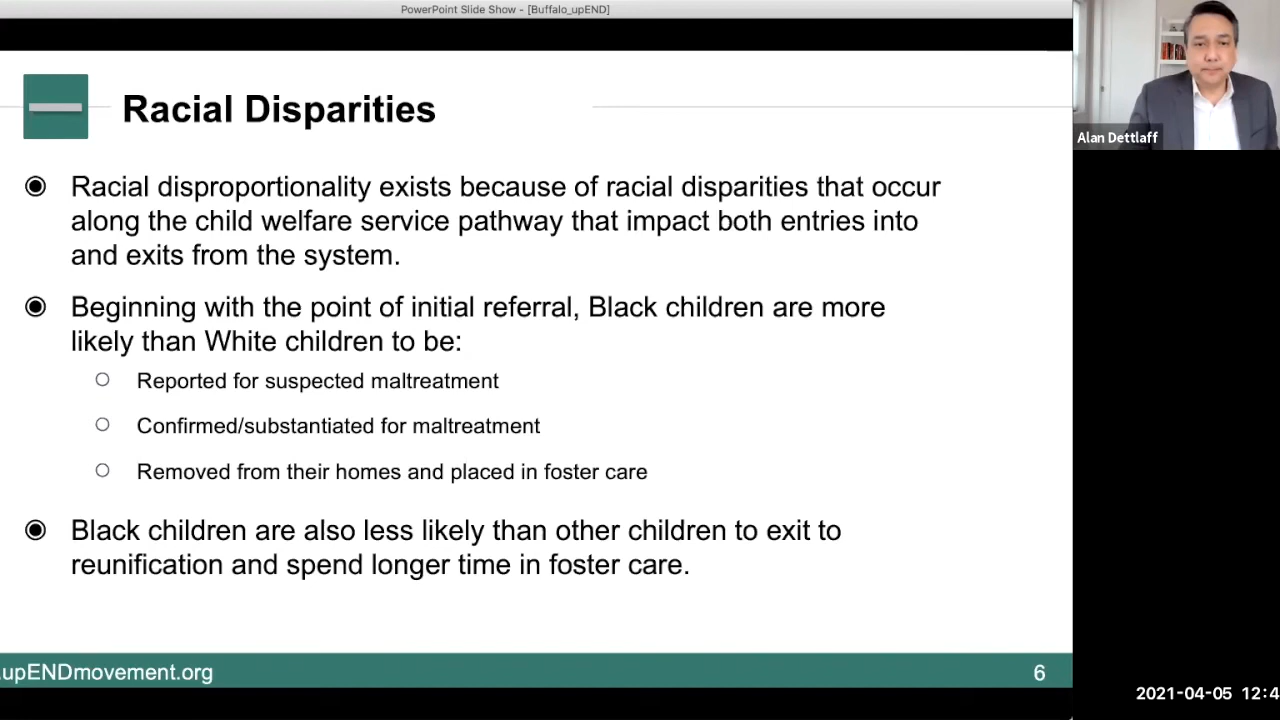 PowerPoint Slide Show - [Buffalo_upEND]
Racial Disparities
Racial disproportionality exists because of racial disparities that occur
along the child welfare service pathway that impact both entries into
and exits from the system.
Beginning with the point of initial referral, Black children are more
likely than White children to be:
Reported for suspected maltreatment
Confirmed/substantiated for maltreatment
Removed from their homes and placed in foster care
Black children are also less likely than other children to exit to
reunification and spend longer time in foster care.
.upENDmovement.org
6
Alan Dettlaff
2021-04-05 12:4